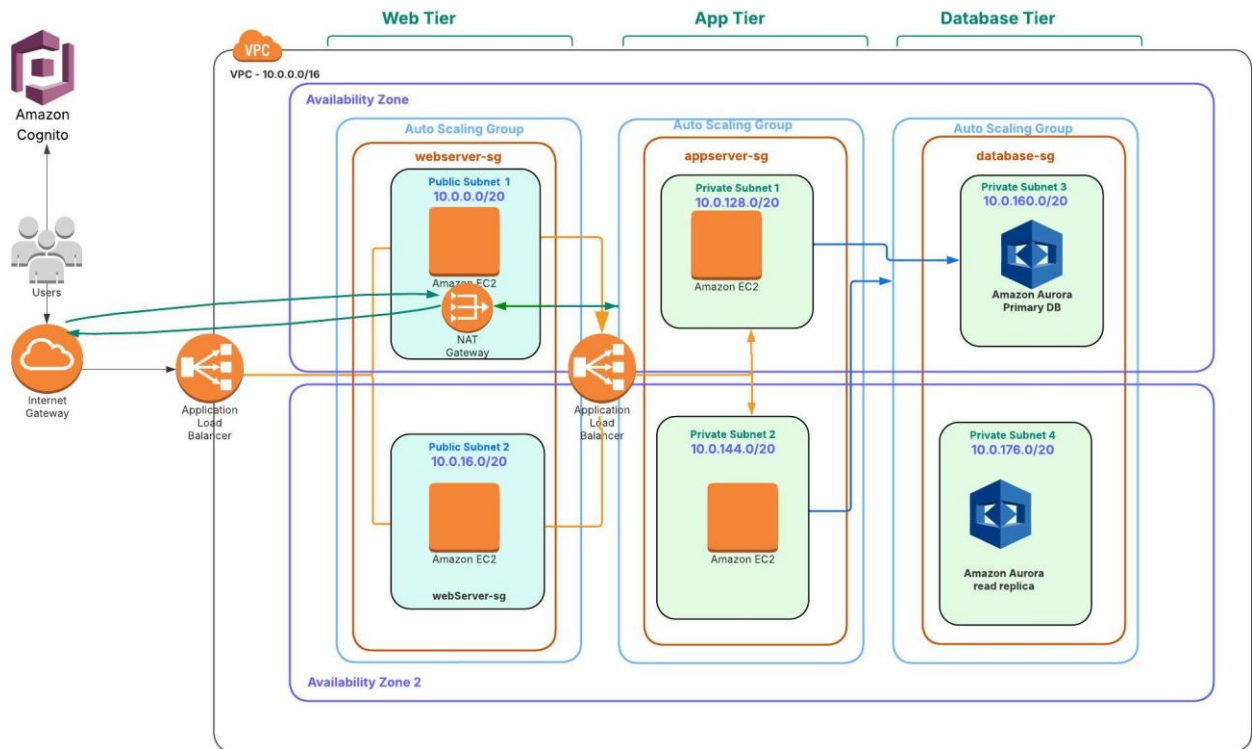 Web Tier
App Tier
Database Tier
VPC
VPC - 10.0.0.0/16
Amazon
Cognito
Users
Internet
Gateway
Application
Load
Balancer
Availability Zone
Auto Scaling Group
webserver-sg
Public Subnet 1
10.0.0.0/20
Amazon EC2
NAT
Gateway
Public Subnet 2
10.0.16.0/20
Amazon EC2
webServer-sg
Application
Load
Balancer
Auto Scaling Group
appserver-sg
Private Subnet 1
10.0.128.0/20
Amazon EC2
Private Subnet 2
10.0.144.0/20
Amazon EC2
Auto Scaling Group
database-sg
Private Subnet 3
10.0.160.0/20
Amazon Aurora
Primary DB
Private Subnet 4
10.0.176.0/20
Amazon Aurora
read replica
Availability Zone 2